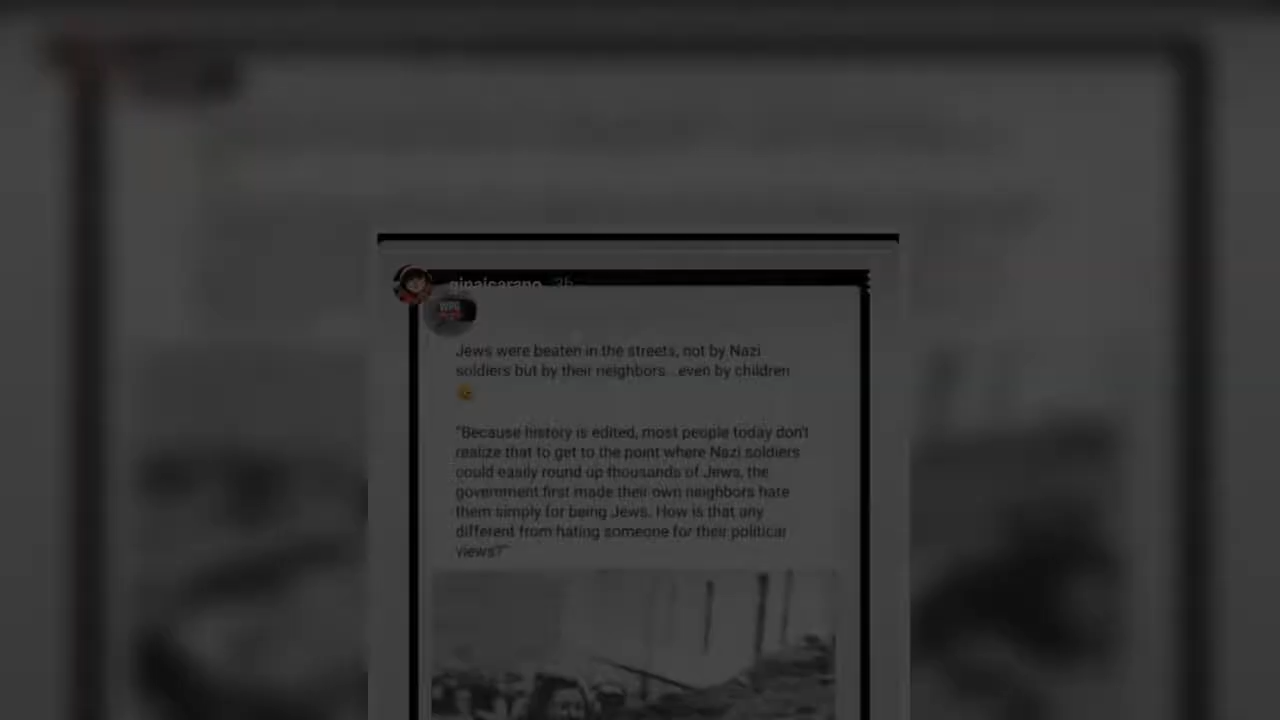 ginajcarano 3h
WPG
Jews were beaten in the streets, not by Nazi
soldiers but by their neighbors...even by children
"Because history is edited, most people today don't
realize that to get to the point where Nazi soldiers
could easily round up thousands of Jews, the
government first made their own neighbors hate
them simply for being Jews. How is that any
different from hating someone for their political
views?"